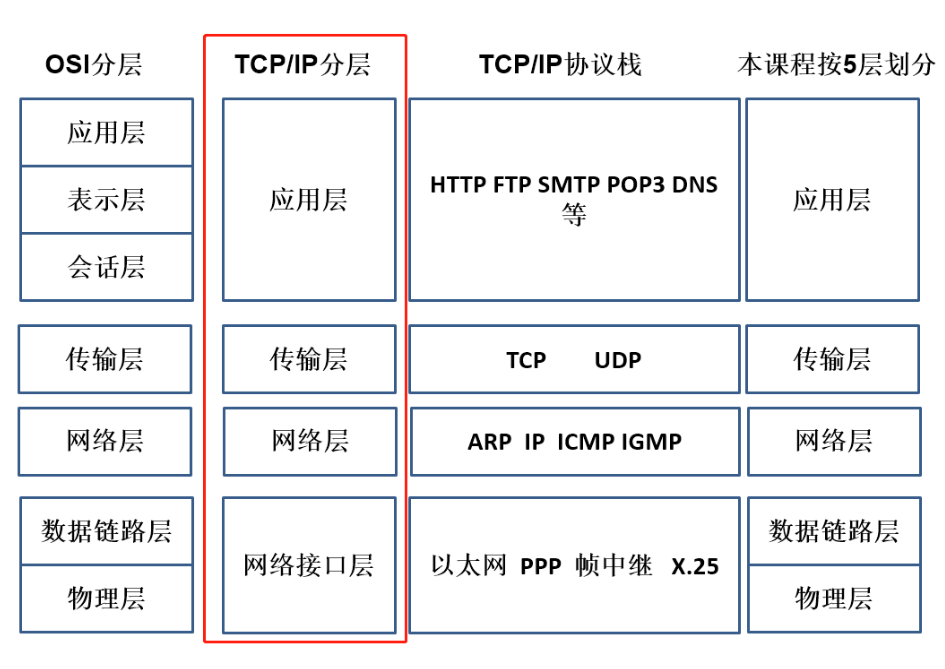 OSI分层 TCP/IP分层 TCP/IP协议栈 本课程按5层划分
应用层
表示层
会话层
应用层
HTTP FTP SMTP POP3 DNS
等
应用层
传输层 传输层 TCP UDP 传输层
网络层 网络层 ARP IP ICMP IGMP 网络层
数据链路层
物理层
网络接口层
以太网 PPP 帧中继 X.25
数据链路层
物理层